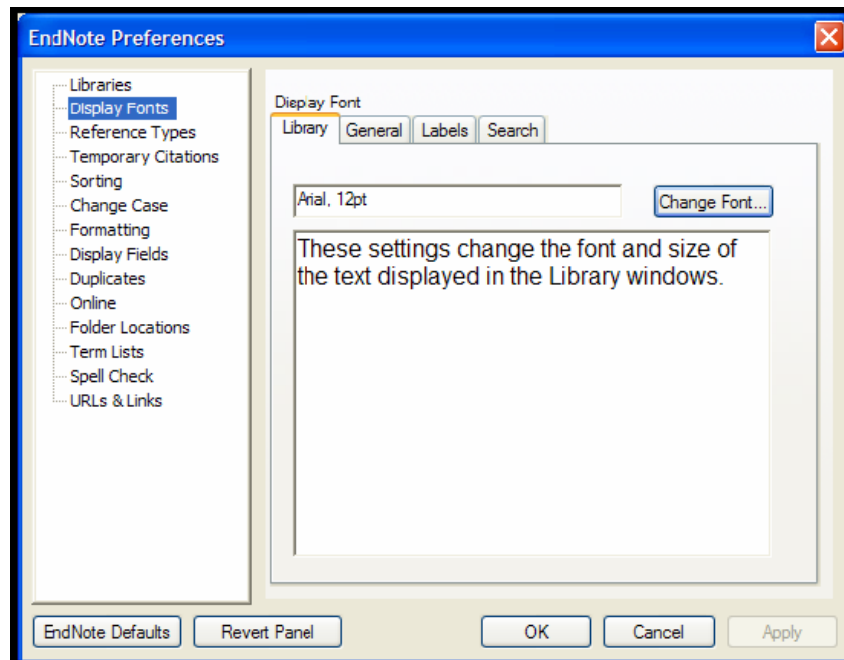 EndNote Preferences
Libraries
Display Fonts
Reference Types
Temporary Citations
Sorting
Change Case
Formatting
Display Fields
Duplicates
Online
Folder Locations
Term Lists
Spell Check
URLs & Links
Display Font
Library General Labels Search
Arial, 12pt Change Font...
These settings change the font and size of
the text displayed in the Library windows.
EndNote Defaults Revert Panel OK Cancel Apply